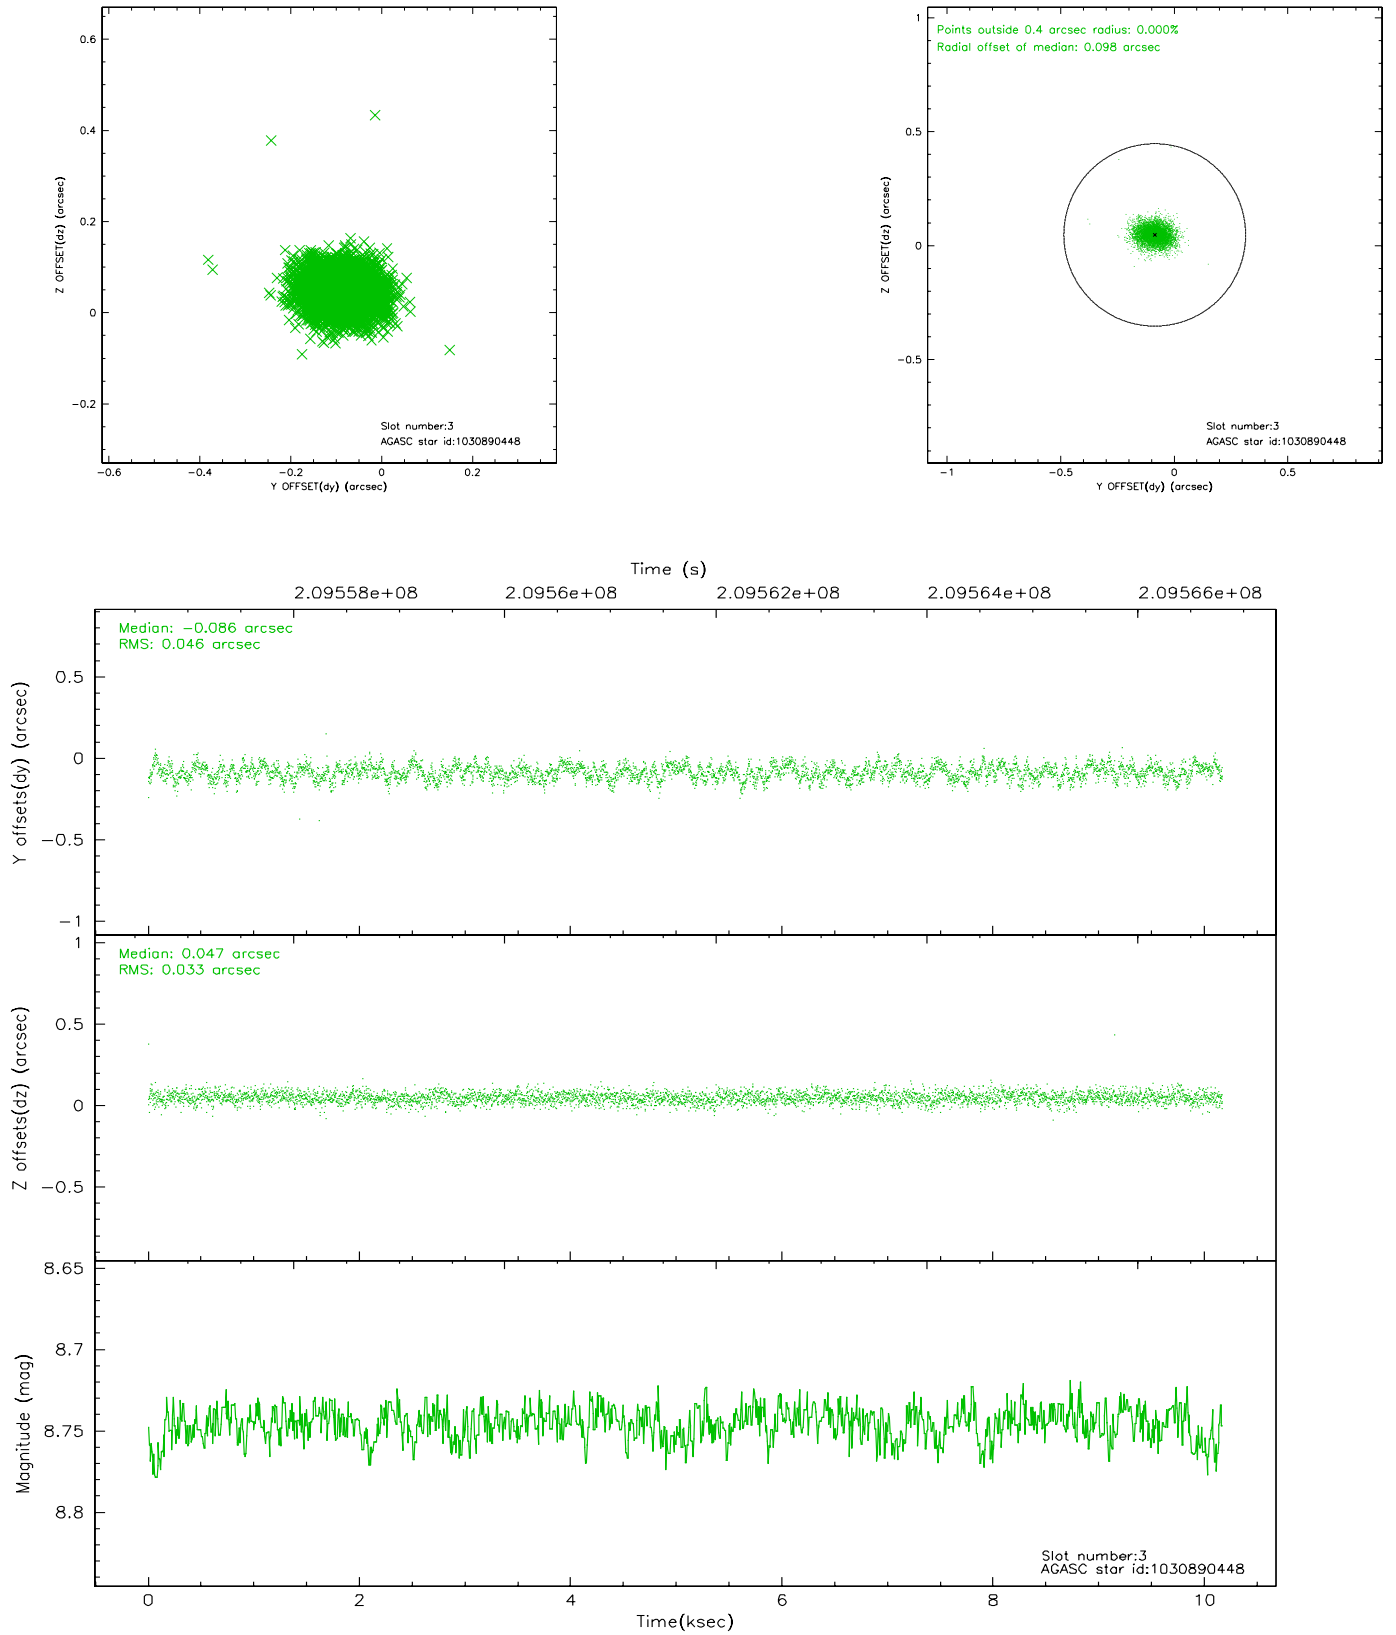 0.6
0.4
0.2
0
−0.2
Z OFFSET(dz) (arcsec)
Slot number:3
AGASC star id:1030890448
−0.6
−0.4
−0.2
0
0.2
Y OFFSET(dy) (arcsec)
Points outside 0.4 arcsec radius: 0.000%
Radial offset of median: 0.098 arcsec
1
0.5
0
−0.5
Z OFFSET(dz) (arcsec)
Slot number:3
AGASC star id:1030890448
−1
−0.5
0
0.5
Y OFFSET(dy) (arcsec)
Time (s)
2.09558e+08
2.0956e+08
2.09562e+08
2.09564e+08
2.09566e+08
Median: −0.086 arcsec
RMS: 0.046 arcsec
0.5
0
−0.5
−1
Y offsets(dy) (arcsec)
Median: 0.047 arcsec
RMS: 0.033 arcsec
1
0.5
0
−0.5
Z offsets(dz) (arcsec)
8.65
8.7
8.75
8.8
Magnitude (mag)
Slot number:3
AGASC star id:1030890448
0
2
4
6
8
10
Time(ksec)